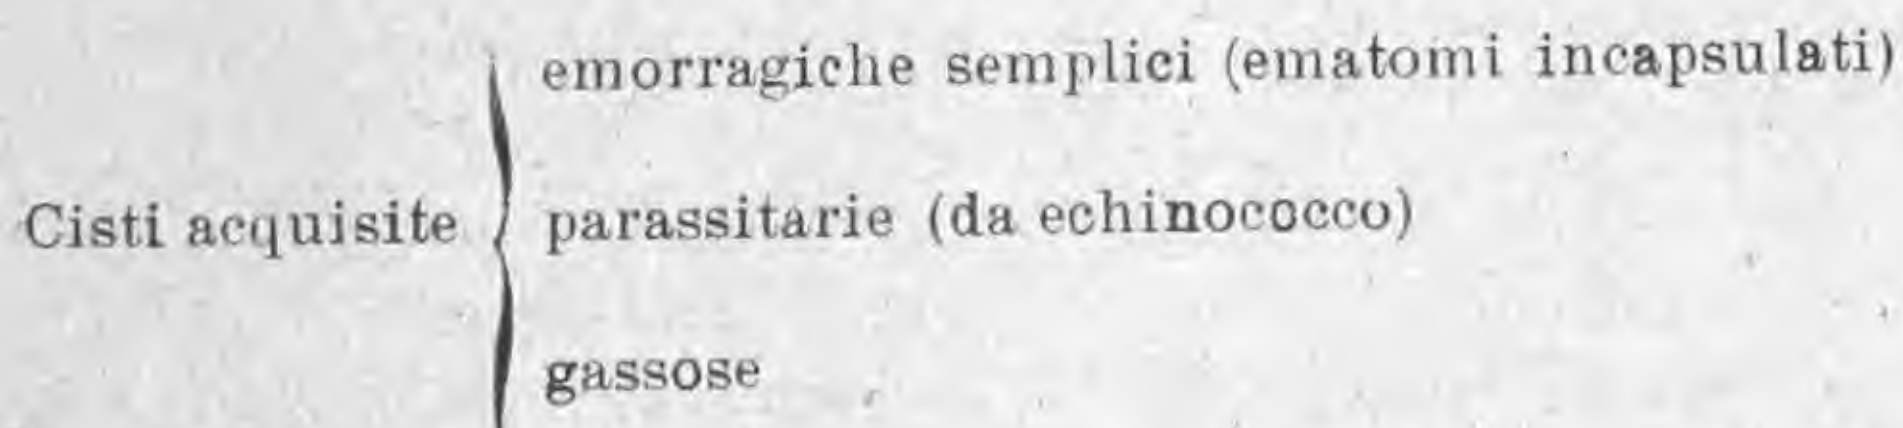 emorragiche semplici (ematomi incapsulati)
Cisti acquisite parassitarie (da echinococco)
gassose